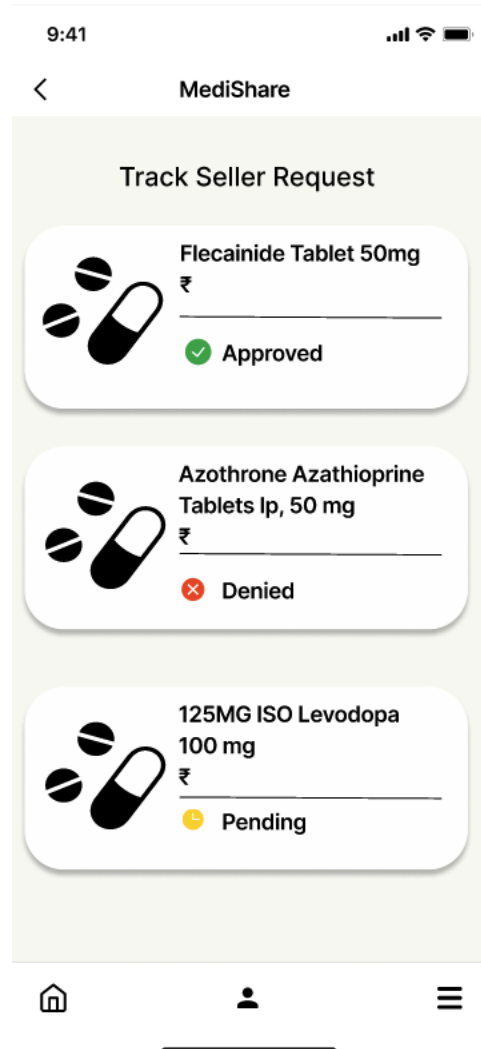 9:41
MediShare
Track Seller Request
Flecainide Tablet 50mg
₹
Approved
Azothrone Azathioprine
Tablets Ip, 50 mg
₹
Denied
125MG ISO Levodopa
100 mg
₹
Pending